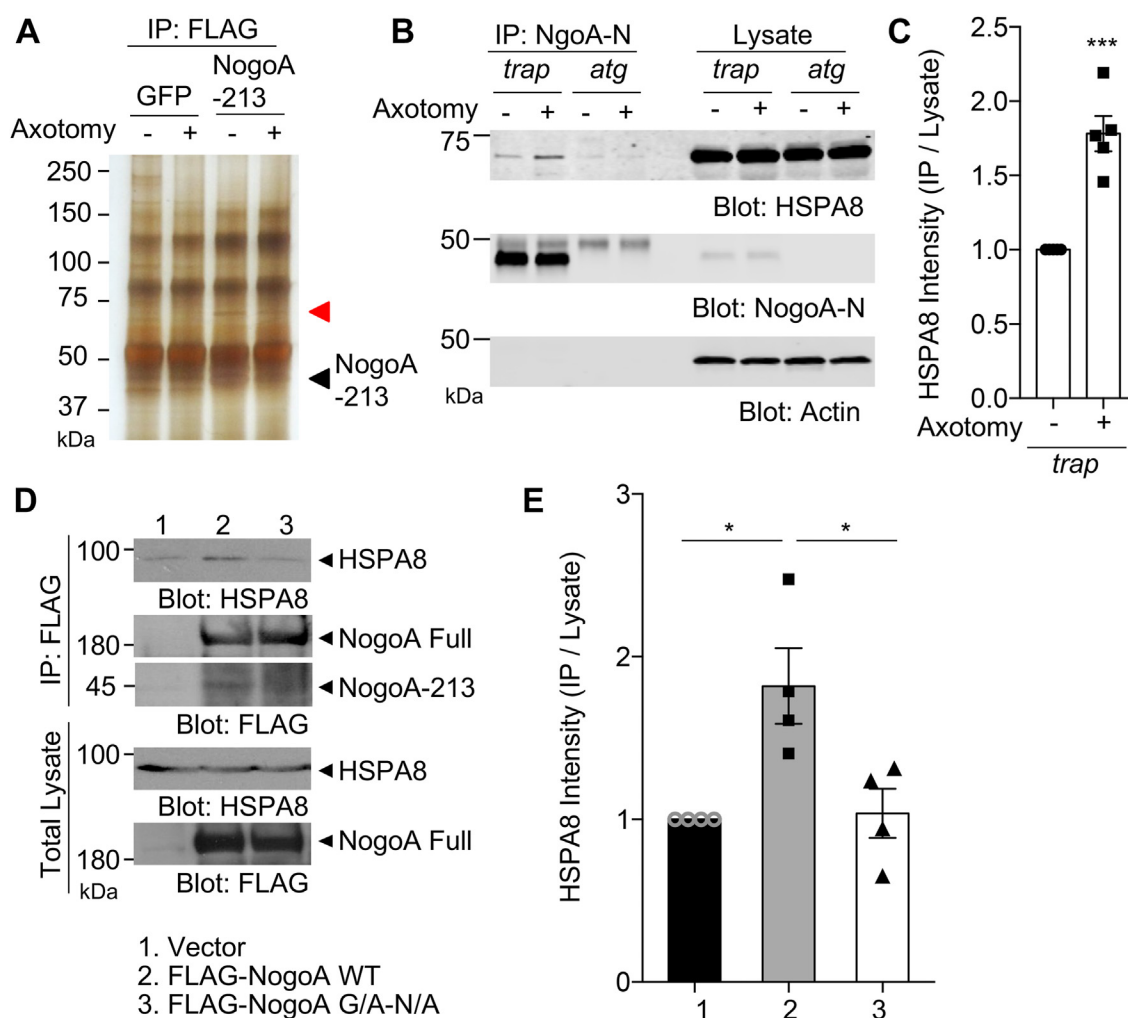 A
IP: FLAG
GFP
NogoA
-213
Axotomy - + - +
250
150
100
75
50
37
kDa
NogoA
-213
B
IP: NgoA-N Lysate
trap atg trap atg
Axotomy - + - + - + - +
75
Blot: HSPA8
50
Blot: NogoA-N
50
kDa
Blot: Actin
C
***
HSPA8 Intensity (IP / Lysate)
2.5
2.0
1.5
1.0
0.5
0.0
Axotomy - +
trap
D
1 2 3
IP: FLAG
100 HSPA8
Blot: HSPA8
180 NogoA Full
45 NogoA-213
Blot: FLAG
Total Lysate
100 HSPA8
Blot: HSPA8
180 NogoA Full
kDa Blot: FLAG
1. Vector
2. FLAG-NogoA WT
3. FLAG-NogoA G/A-N/A
E
HSPA8 Intensity (IP / Lysate)
3
* *
2
1
0
1 2 3